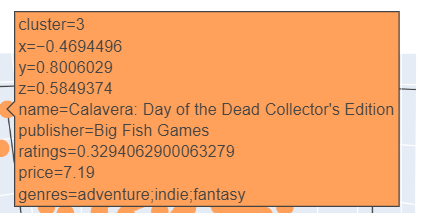 cluster=3
x=−0.4694496
y=0.8006029
z=0.5849374
name=Calavera: Day of the Dead Collector's Edition
publisher=Big Fish Games
ratings=0.3294062900063279
price=7.19
genres=adventure;indie;fantasy